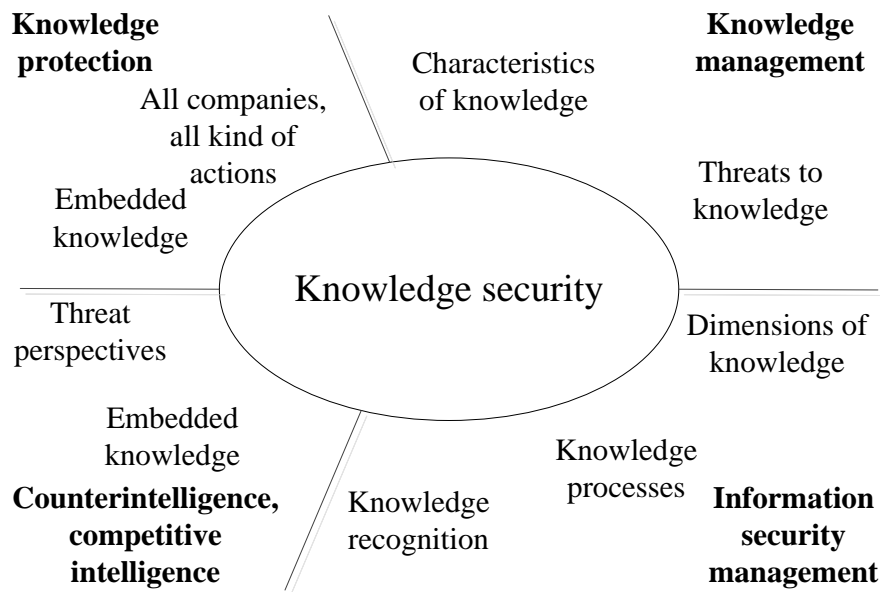 Knowledge
protection
All companies,
all kind of
actions
Embedded
knowledge
Characteristics
of knowledge
Knowledge
management
Threats to
knowledge
Knowledge security
Threat
perspectives
Embedded
knowledge
Counterintelligence,
competitive
intelligence
Knowledge
recognition
Knowledge
processes
Dimensions of
knowledge
Information
security
management